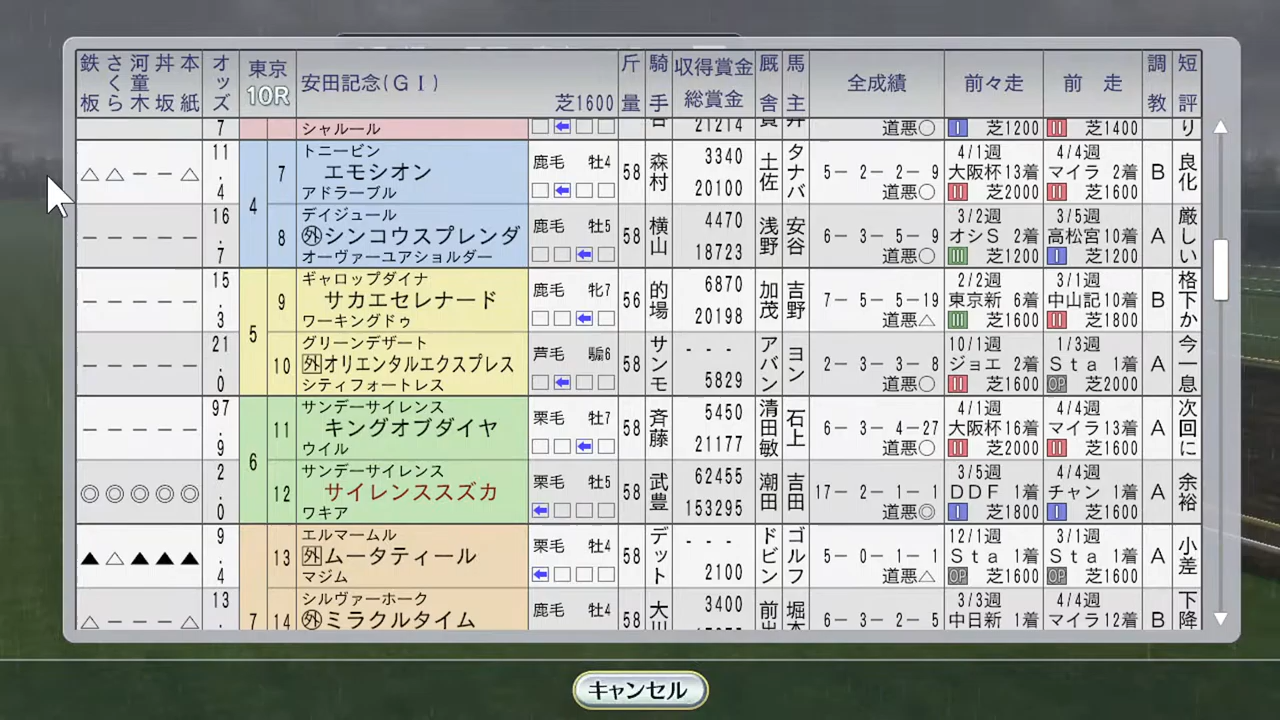 鉄板 さくら 河童木 丼坂 本紙 オッズ 東京 10R 安田記念(GⅠ) 芝1600 斤量 騎手 収得賞金 総賞金 厩舎 馬主 全成績 前々走 前走 調教 短評
7 シャルール 21214 道悪○ Ⅰ 芝1200 Ⅱ 芝1400 り
△ △ － － △ 11.4 4 7 トニービン 鹿毛 牡4 58 森村 3340 土佐 タナバ 5－ 2－ 2－ 9 4/1週 4/4週 B 良化
エモシオン 大阪杯13着 マイラ 2着
アドラーブル 20100 道悪○ Ⅱ 芝2000 Ⅱ 芝1600
－ － － － － 16.7 8 デイジュール 鹿毛 牡5 58 横山 4470 浅野 安谷 6－ 3－ 5－ 9 3/2週 3/5週 A 厳しい
外シンコウスプレンダ オシS 2着 高松宮10着
オーヴァーユアショルダー 18723 道悪○ Ⅲ 芝1200 Ⅰ 芝1200
－ － － － － 15.3 5 9 ギャロップダイナ 鹿毛 牝7 56 的場 6870 加茂 吉野 7－ 5－ 5－19 2/2週 3/1週 B 格下か
サカエセレナード 東京新 6着 中山記10着
ワーキングドゥ 20198 道悪△ Ⅲ 芝1600 Ⅱ 芝1800
－ － － － － 21.0 10 グリーンデザート 芦毛 騸6 58 サンモ - - - アバン ヨン 2－ 3－ 3－ 8 10/1週 1/3週 A 今一息
外オリエンタルエクスプレス ジョエ 2着 Sta 1着
シティフォートレス 5829 道悪○ Ⅱ 芝1600 OP 芝2000
－ － － － － 97.9 6 11 サンデーサイレンス 栗毛 牡7 58 斉藤 5450 清田敏 石上 6－ 3－ 4－27 4/1週 4/4週 A 次回に
キングオブダイヤ 大阪杯16着 マイラ13着
ウイル 21177 道悪○ Ⅱ 芝2000 Ⅱ 芝1600
◎ ◎ ◎ ◎ ◎ 2.0 12 サンデーサイレンス 栗毛 牡5 58 武豊 62455 潮田 吉田 17－ 2－ 1－ 1 3/5週 4/4週 A 余裕
サイレンススズカ DDF 1着 チャン 1着
ワキア 153295 道悪◎ Ⅰ 芝1800 Ⅰ 芝1600
▲ △ ▲ ▲ ▲ 9.4 7 13 エルマームル 栗毛 牡4 58 デット - - - ドビン ゴルフ 5－ 0－ 1－ 1 12/1週 3/1週 A 小差
外ムータティール Sta 1着 Sta 1着
マジム 2100 道悪△ OP 芝1600 OP 芝1600
△ － － － △ 13 14 シルヴァーホーク 鹿毛 牡4 58 3400 6－ 3－ 2－ 5 3/3週 4/4週 B 下降
外ミラクルタイム 中日新 1着 マイラ12着
キャンセル